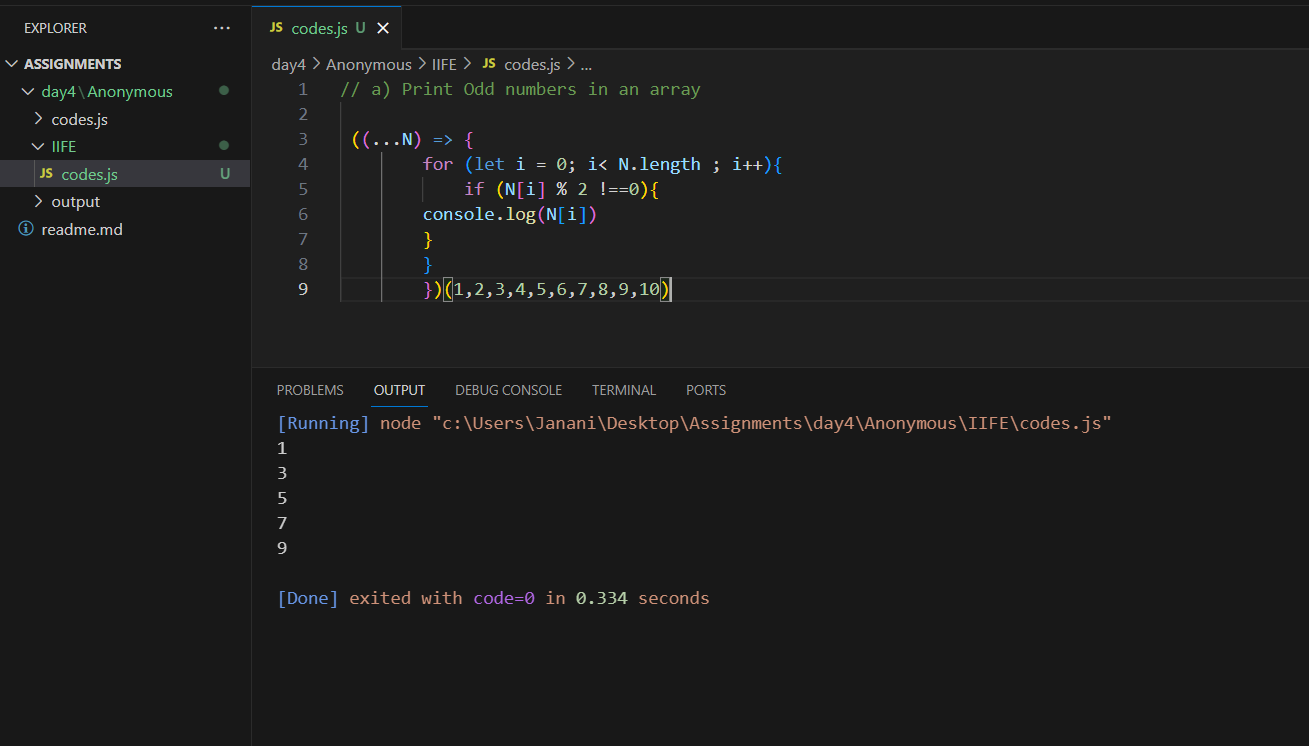 EXPLORER ...
ASSIGNMENTS
day4\Anonymous
codes.js
IIFE
JS codes.js U
output
readme.md
JS codes.js U ×
day4 > Anonymous > IIFE > JS codes.js > ...
1 // a) Print Odd numbers in an array
2
3 ((...N) => {
4 for (let i = 0; i< N.length ; i++){
5 if (N[i] % 2 !==0){
6 console.log(N[i])
7 }
8 }
9 })(1,2,3,4,5,6,7,8,9,10)
PROBLEMS OUTPUT DEBUG CONSOLE TERMINAL PORTS
[Running] node "c:\Users\Janani\Desktop\Assignments\day4\Anonymous\IIFE\codes.js"
1
3
5
7
9
[Done] exited with code=0 in 0.334 seconds